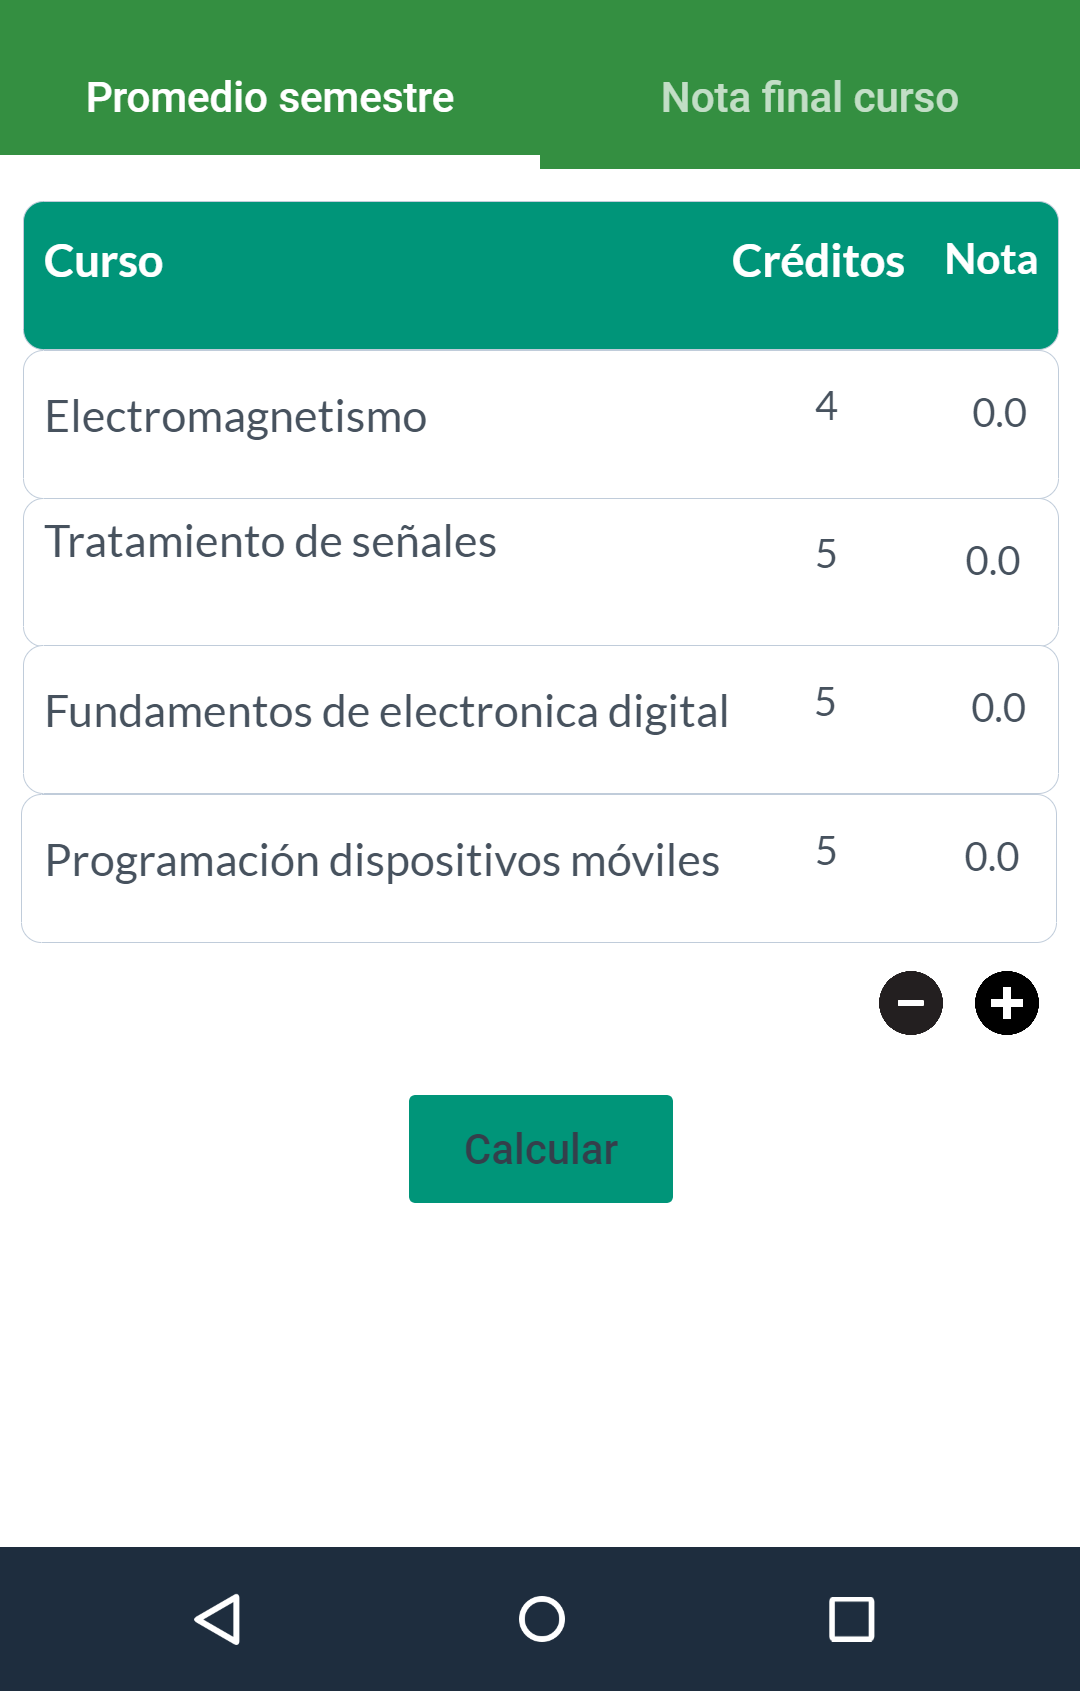 Promedio semestre Nota final curso
Curso Créditos Nota
Electromagnetismo 4 0.0
Tratamiento de señales 5 0.0
Fundamentos de electronica digital 5 0.0
Programación dispositivos móviles 5 0.0
Calcular